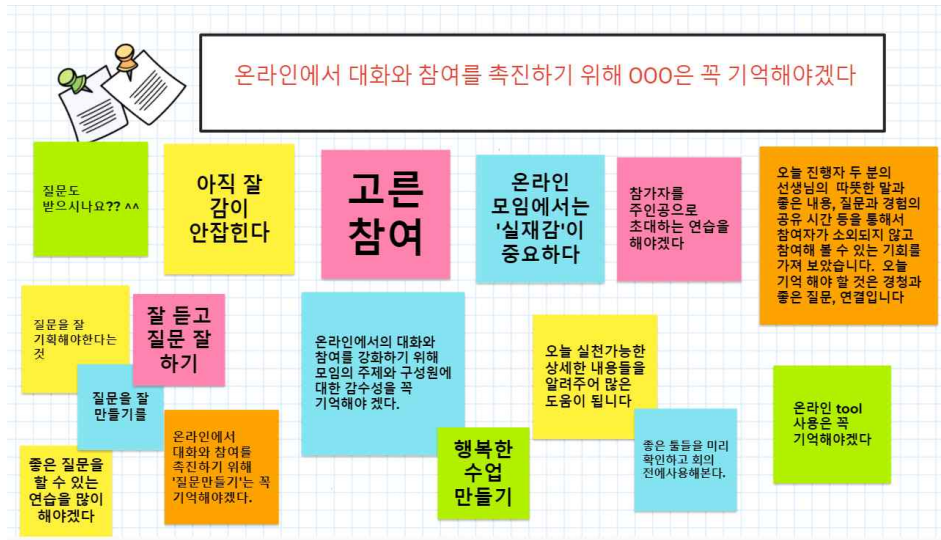 온라인에서 대화와 참여를 촉진하기 위해 OOO은 꼭 기억해야겠다
질문도
받으시나요?? ^^
아직 잘
감이
안잡힌다
고른
참여
온라인
모임에서는
'실재감'이
중요하다
참가자를
주인공으로
초대하는 연습을
해야겠다
오늘 진행자 두 분의
선생님의 따뜻한 말과
좋은 내용, 질문과 경험의
공유 시간 등을 통해서
참여자가 소외되지 않고
참여해 볼 수 있는 기회를
가져 보았습니다. 오늘
기억 해야 할 것은 경청과
좋은 질문, 연결입니다
질문을 잘
기획해야한다는
것
잘 듣고
질문 잘
하기
온라인에서의 대화와
참여를 강화하기 위해
모임의 주제와 구성원에
대한 감수성을 꼭
기억해야 겠다.
오늘 실천가능한
상세한 내용들을
알려주어 많은
도움이 됩니다
질문을 잘
만들기를
온라인 tool
사용은 꼭
기억해야겠다
온라인에서
대화와 참여를
촉진하기 위해
'질문만들기'는 꼭
기억해야겠다.
좋은 질문을
할 수 있는
연습을 많이
해야겠다
행복한
수업
만들기
좋은 툴들을 미리
확인하고 회의
전에사용해본다.